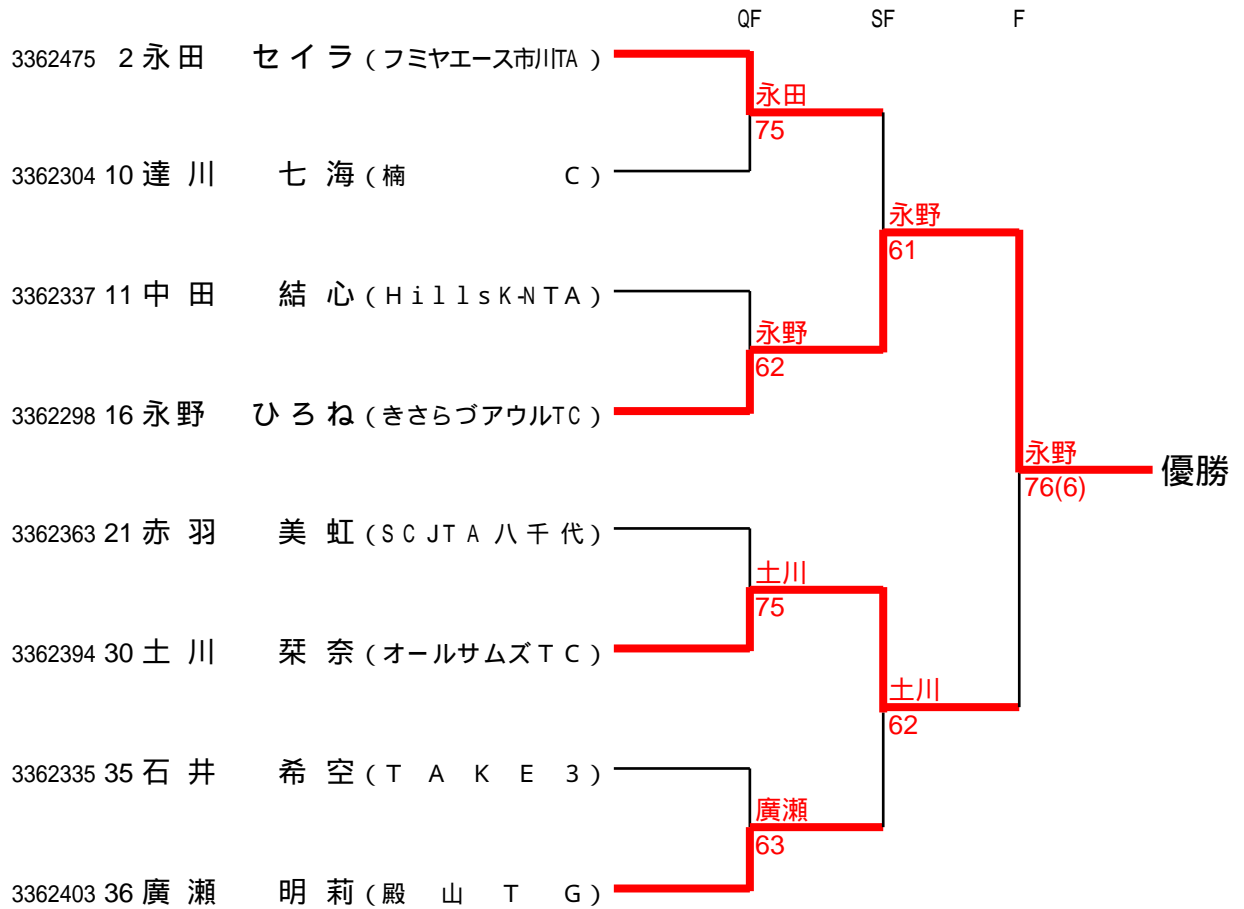 QF SF F
3362475 2 永田 セイラ (フミヤエース市川TA)
永田
75
3362304 10 達川 七海 (楠 C)
永野
61
3362337 11 中田 結心 (HillsK-NTA)
永野
62
3362298 16 永野 ひろね (きさらづアウルTC)
永野
76(6)
優勝
3362363 21 赤羽 美虹 (SCJTA八千代)
土川
75
3362394 30 土川 栞奈 (オールサムズTC)
土川
62
3362335 35 石井 希空 (TAKE3)
廣瀬
63
3362403 36 廣瀬 明莉 (殿山TG)